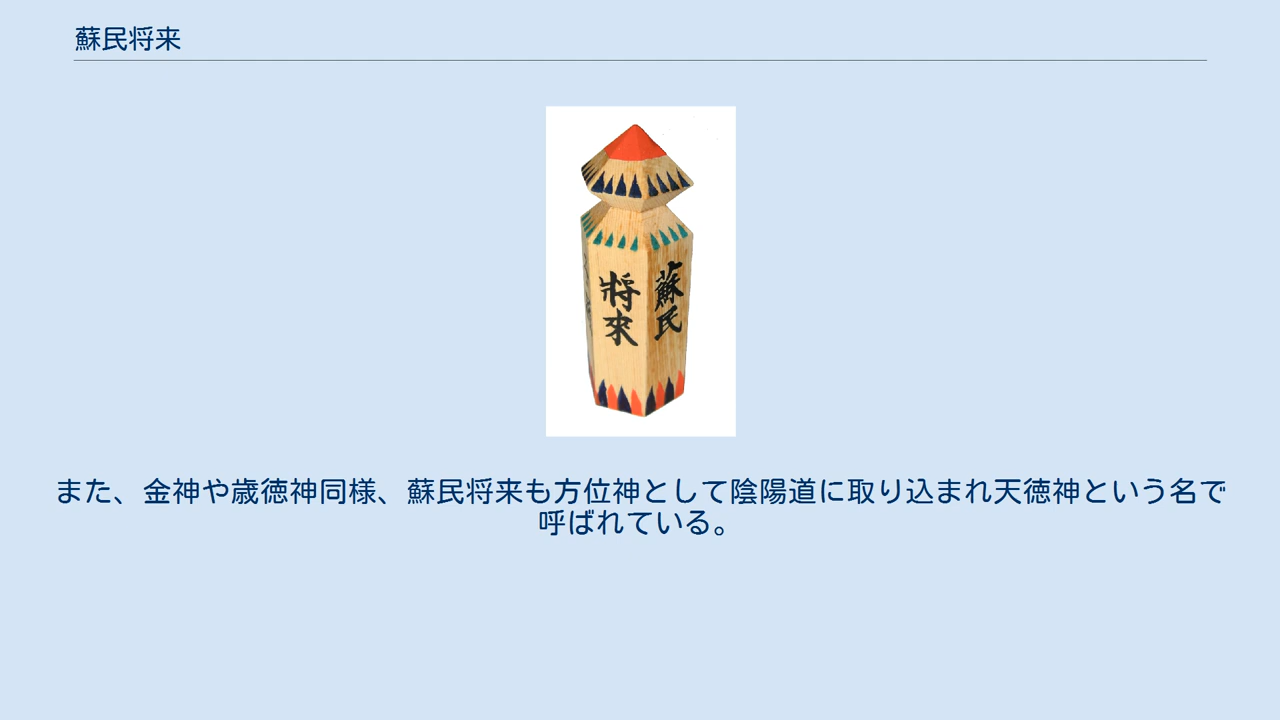 蘇民将来
蘇民
將來
また、金神や歳徳神同様、蘇民将来も方位神として陰陽道に取り込まれ天徳神という名で
呼ばれている。